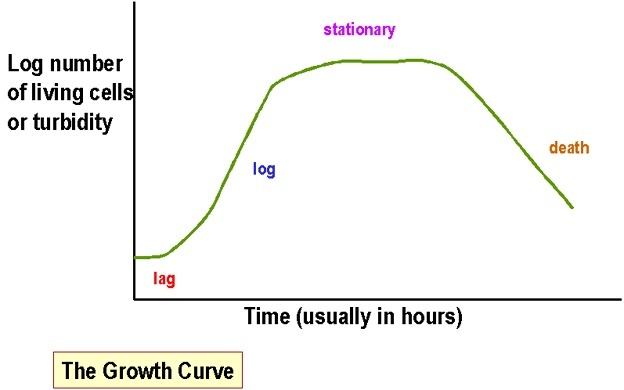 stationary
Log number
of living cells
or turbidity
death
log
lag
Time (usually in hours)
The Growth Curve